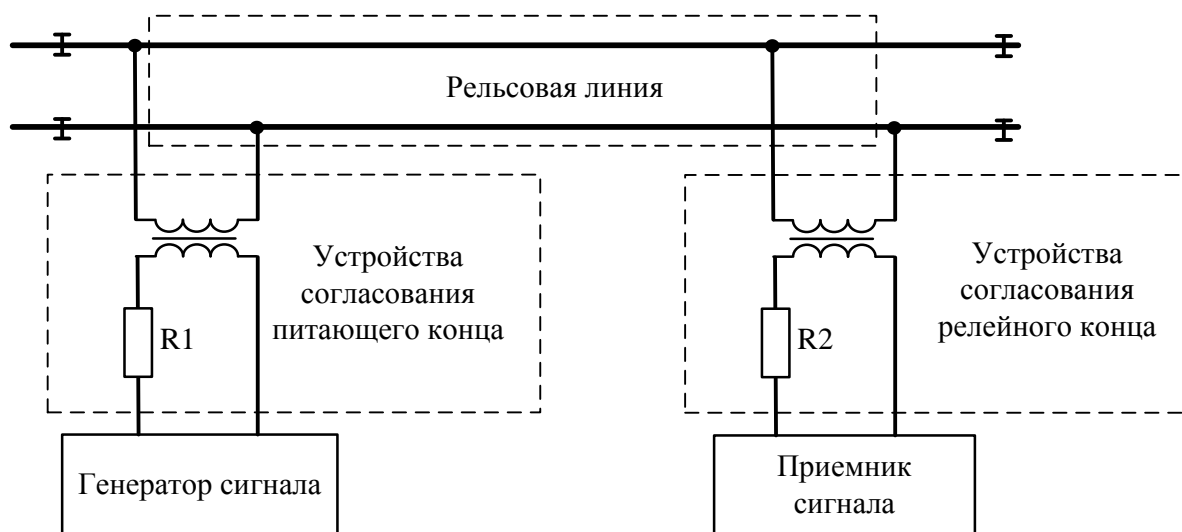 Рельсовая линия
Устройства
согласования
питающего конца
R1
Устройства
согласования
релейного конца
R2
Генератор сигнала
Приемник
сигнала